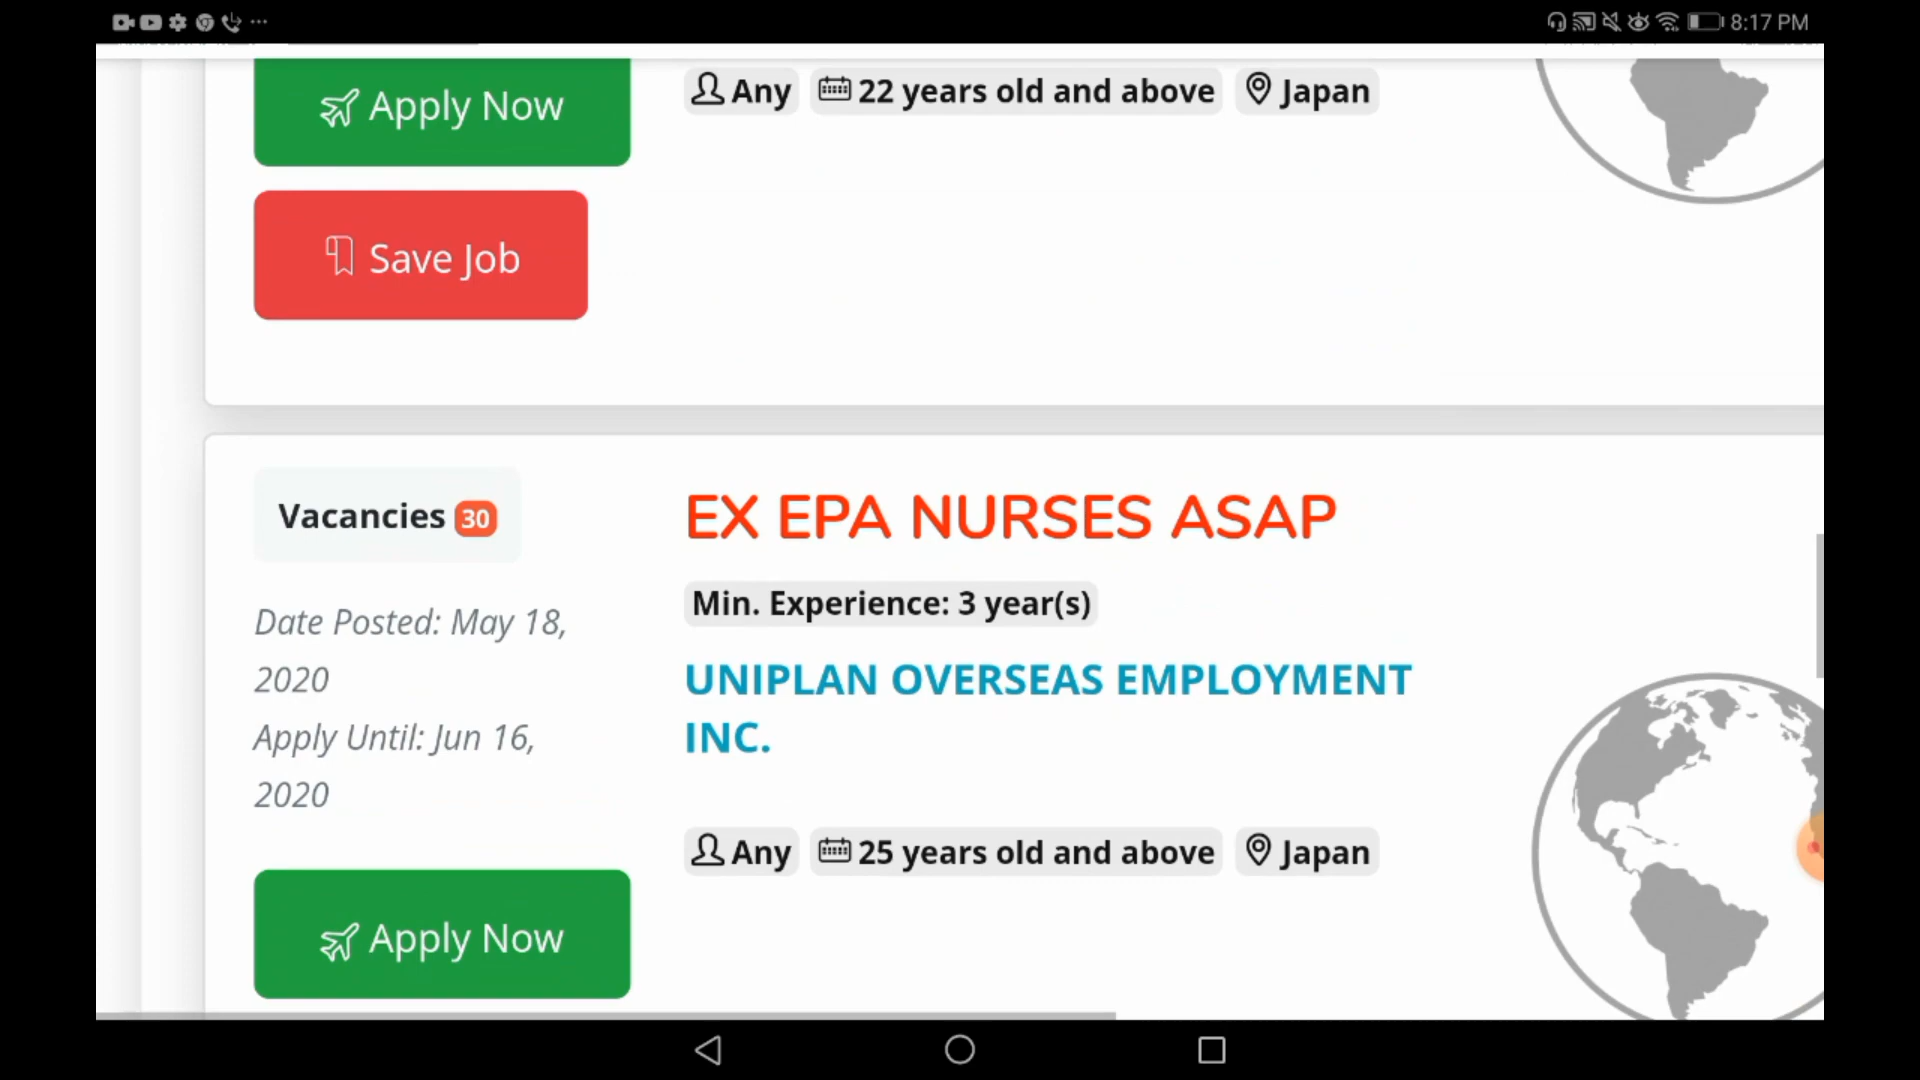 8:17 PM
Apply Now
Any 22 years old and above Japan
Save Job
Vacancies 30
EX EPA NURSES ASAP
Min. Experience: 3 year(s)
Date Posted: May 18,
2020
Apply Until: Jun 16,
2020
UNIPLAN OVERSEAS EMPLOYMENT
INC.
Any 25 years old and above Japan
Apply Now